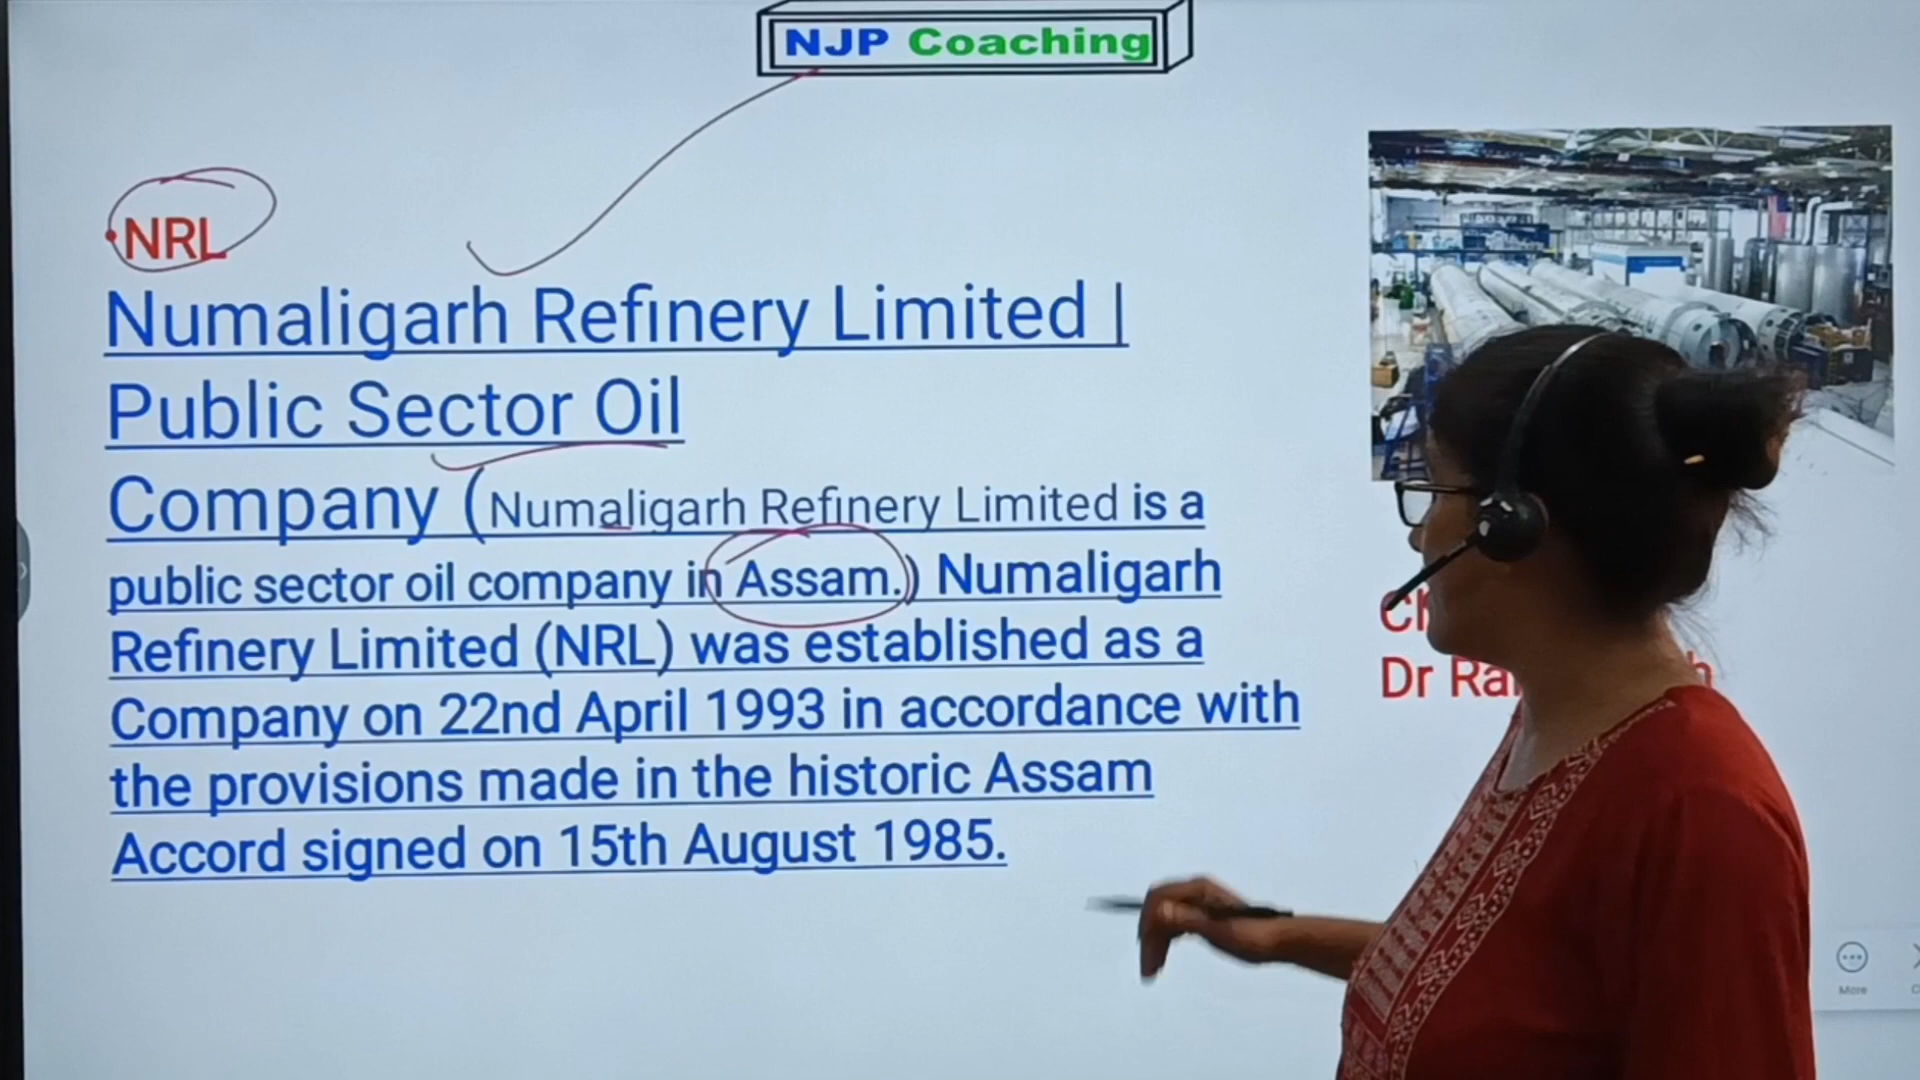 NJP Coaching
•NRL
Numaligarh Refinery Limited |
Public Sector Oil
Company (Numaligarh Refinery Limited is a
public sector oil company in Assam.) Numaligarh
Refinery Limited (NRL) was established as a
Company on 22nd April 1993 in accordance with
the provisions made in the historic Assam
Accord signed on 15th August 1985.
Dr
More